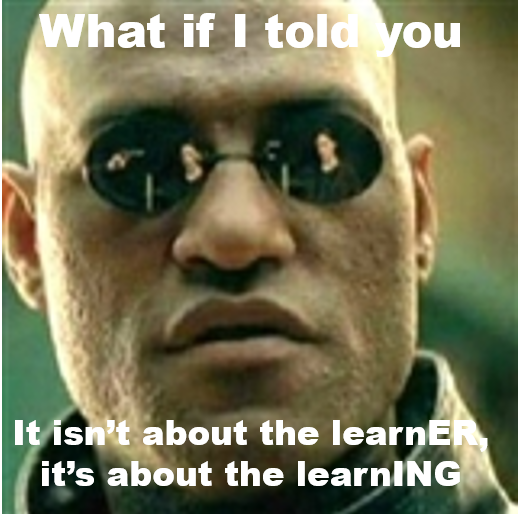 What if I told you
It isn't about the learnER,
it's about the learnING